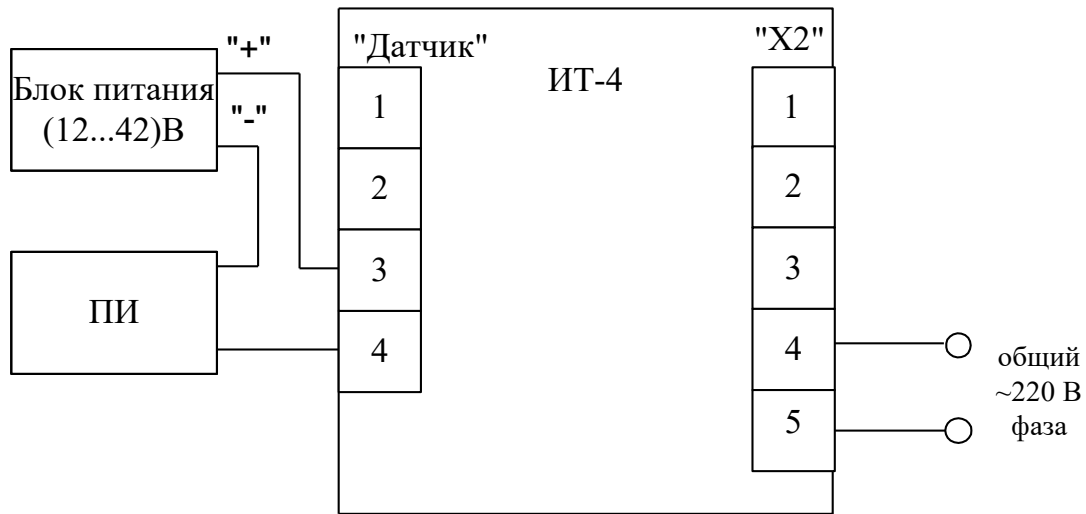 "+"
Блок питания
(12...42)В
"-"
ПИ
"Датчик"
1
2
3
4
ИТ-4
"Х2"
1
2
3
4
5
общий
~220 В
фаза